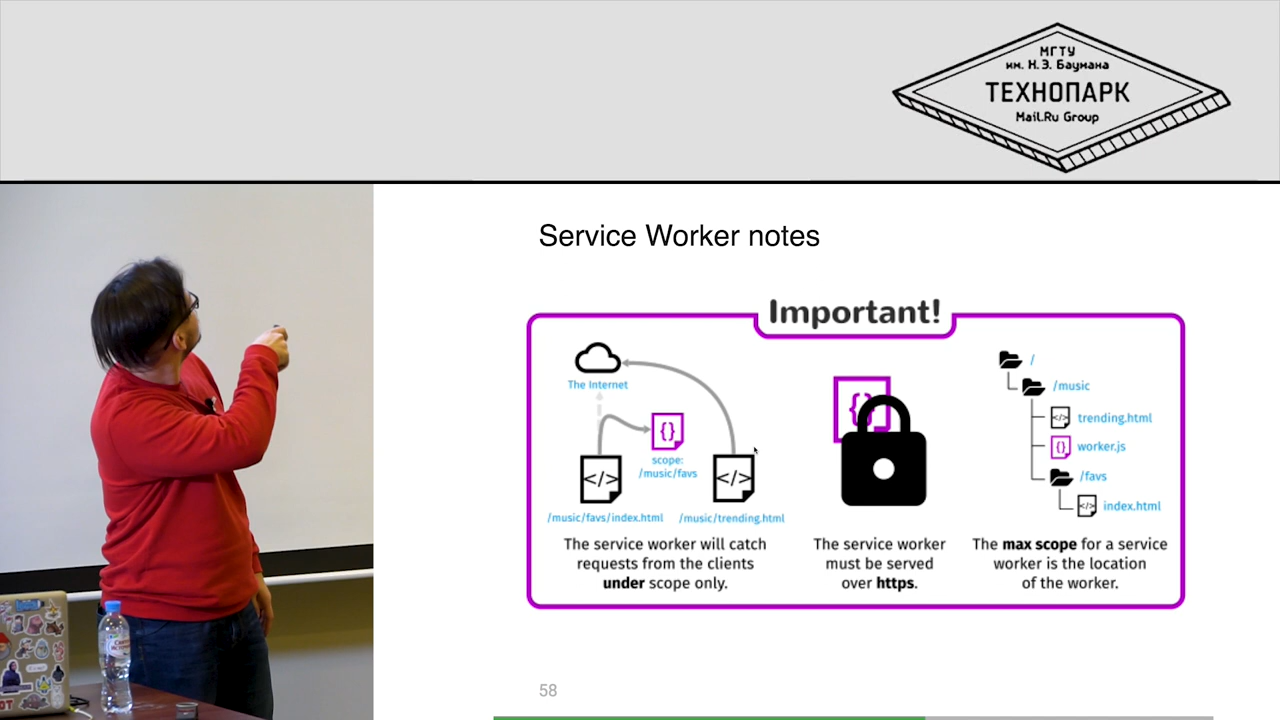 МГТУ
им. Н.Э. Баумана
ТЕХНОПАРК
Mail.Ru Group
Service Worker notes
Important!
The Internet
{}
scope:
/music/favs
</>
</>
/music/favs/index.html
/music/trending.html
The service worker will catch
requests from the clients
under scope only.
{}
The service worker
must be served
over https.
/
/music
</> trending.html
{} worker.js
/favs
</> index.html
The max scope for a service
worker is the location
of the worker.
58